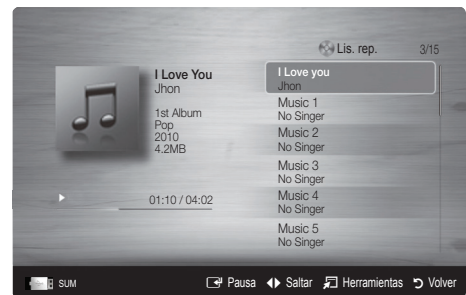 Lis. rep.
3/15
I Love You
Jhon
1st Album
Pop
2010
4.2MB
01:10 / 04:02
I Love you
Jhon
Music 1
No Singer
Music 2
No Singer
Music 3
No Singer
Music 4
No Singer
Music 5
No Singer
SUM
Pausa
Saltar
Herramientas
Volver